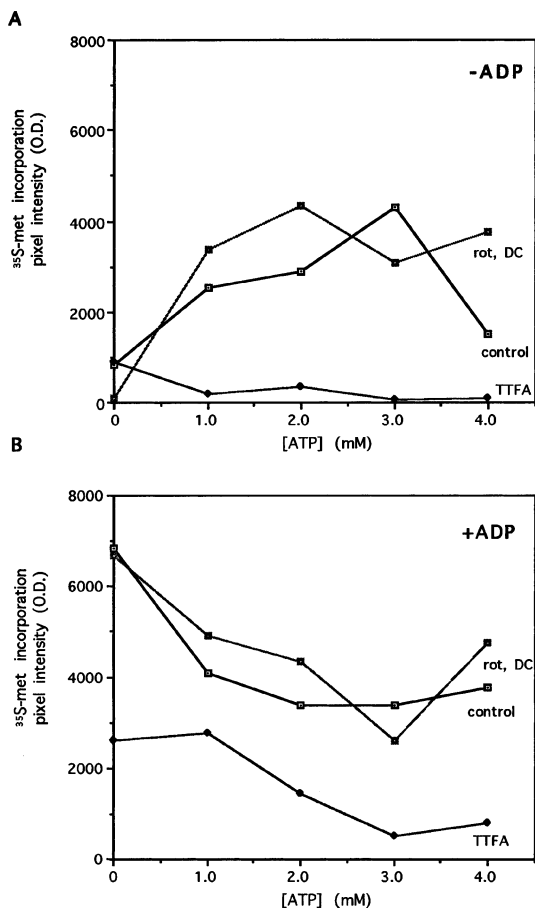 A
8000
6000
4000
2000
0
³⁵S-met incorporation
pixel intensity (O.D.)
-ADP
rot, DC
control
TTFA
0 1.0 2.0 3.0 4.0
[ATP] (mM)
B
8000
6000
4000
2000
0
³⁵S-met incorporation
pixel intensity (O.D.)
+ADP
rot, DC
control
TTFA
0 1.0 2.0 3.0 4.0
[ATP] (mM)